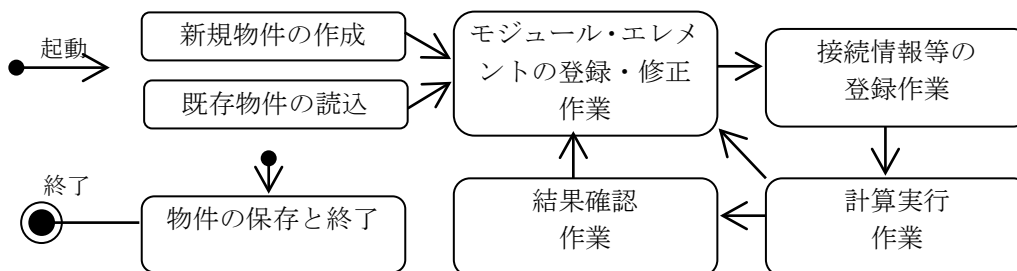 起動
新規物件の作成
既存物件の読込
モジュール・エレメ
ントの登録・修正
作業
接続情報等の
登録作業
終了
物件の保存と終了
結果確認
作業
計算実行
作業